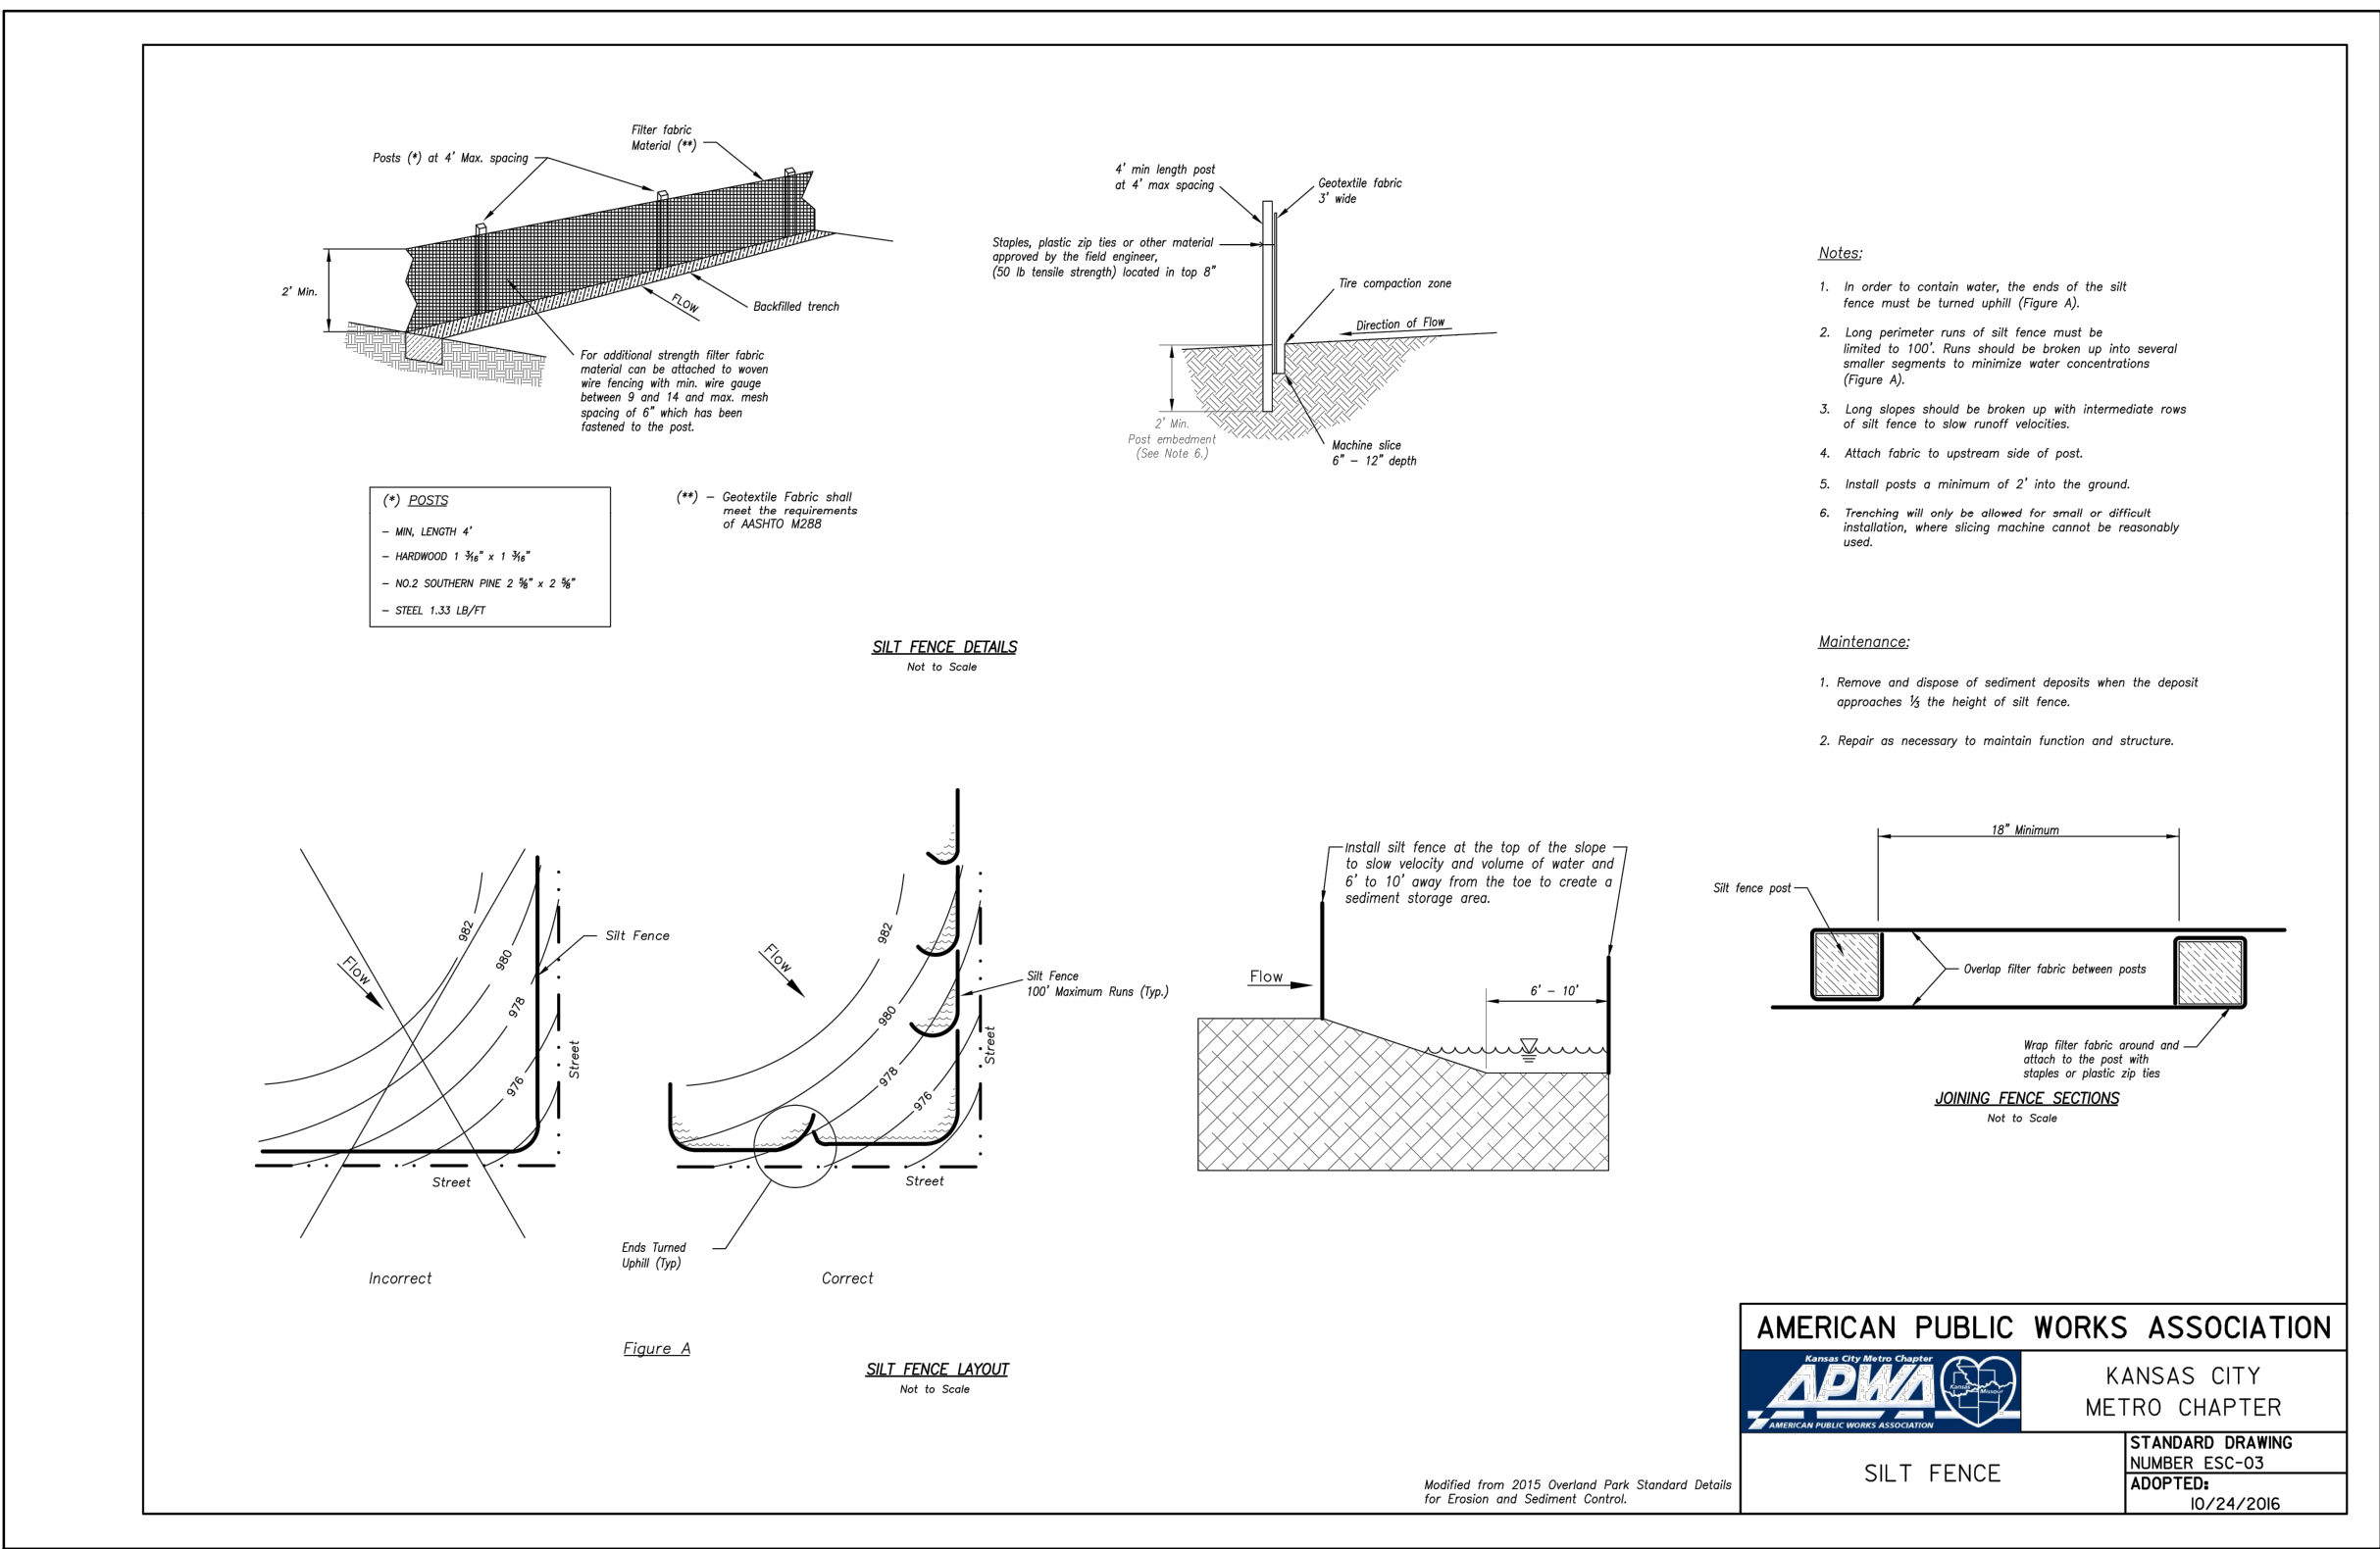 Filter fabric
Material (**)
Posts (*) at 4' Max. spacing
2' Min.
FLOW
Backfilled trench
For additional strength filter fabric
material can be attached to woven
wire fencing with min. wire gauge
between 9 and 14 and max. mesh
spacing of 6" which has been
fastened to the post.
(*) POSTS
– MIN, LENGTH 4'
– HARDWOOD 1 3/16" x 1 3/16"
– NO.2 SOUTHERN PINE 2 5/8" x 2 5/8"
– STEEL 1.33 LB/FT
(**) – Geotextile Fabric shall
meet the requirements
of AASHTO M288
4' min length post
at 4' max spacing
Geotextile fabric
3' wide
Staples, plastic zip ties or other material
approved by the field engineer,
(50 lb tensile strength) located in top 8"
Tire compaction zone
Direction of Flow
2' Min.
Post embedment
(See Note 6.)
Machine slice
6" – 12" depth
SILT FENCE DETAILS
Not to Scale
Notes:
1. In order to contain water, the ends of the silt
fence must be turned uphill (Figure A).
2. Long perimeter runs of silt fence must be
limited to 100'. Runs should be broken up into several
smaller segments to minimize water concentrations
(Figure A).
3. Long slopes should be broken up with intermediate rows
of silt fence to slow runoff velocities.
4. Attach fabric to upstream side of post.
5. Install posts a minimum of 2' into the ground.
6. Trenching will only be allowed for small or difficult
installation, where slicing machine cannot be reasonably
used.
Maintenance:
1. Remove and dispose of sediment deposits when the deposit
approaches 1/3 the height of silt fence.
2. Repair as necessary to maintain function and structure.
Flow
982
980
978
976
Silt Fence
Street
Street
Incorrect
Flow
982
980
978
976
Silt Fence
100' Maximum Runs (Typ.)
Street
Street
Ends Turned
Uphill (Typ)
Correct
Figure A
SILT FENCE LAYOUT
Not to Scale
Install silt fence at the top of the slope
to slow velocity and volume of water and
6' to 10' away from the toe to create a
sediment storage area.
Flow
6' – 10'
18" Minimum
Silt fence post
Overlap filter fabric between posts
Wrap filter fabric around and
attach to the post with
staples or plastic zip ties
JOINING FENCE SECTIONS
Not to Scale
Modified from 2015 Overland Park Standard Details
for Erosion and Sediment Control.
AMERICAN PUBLIC WORKS ASSOCIATION
Kansas City Metro Chapter
APWA
Kansas
Missouri
AMERICAN PUBLIC WORKS ASSOCIATION
KANSAS CITY
METRO CHAPTER
SILT FENCE
STANDARD DRAWING
NUMBER ESC-03
ADOPTED:
10/24/2016